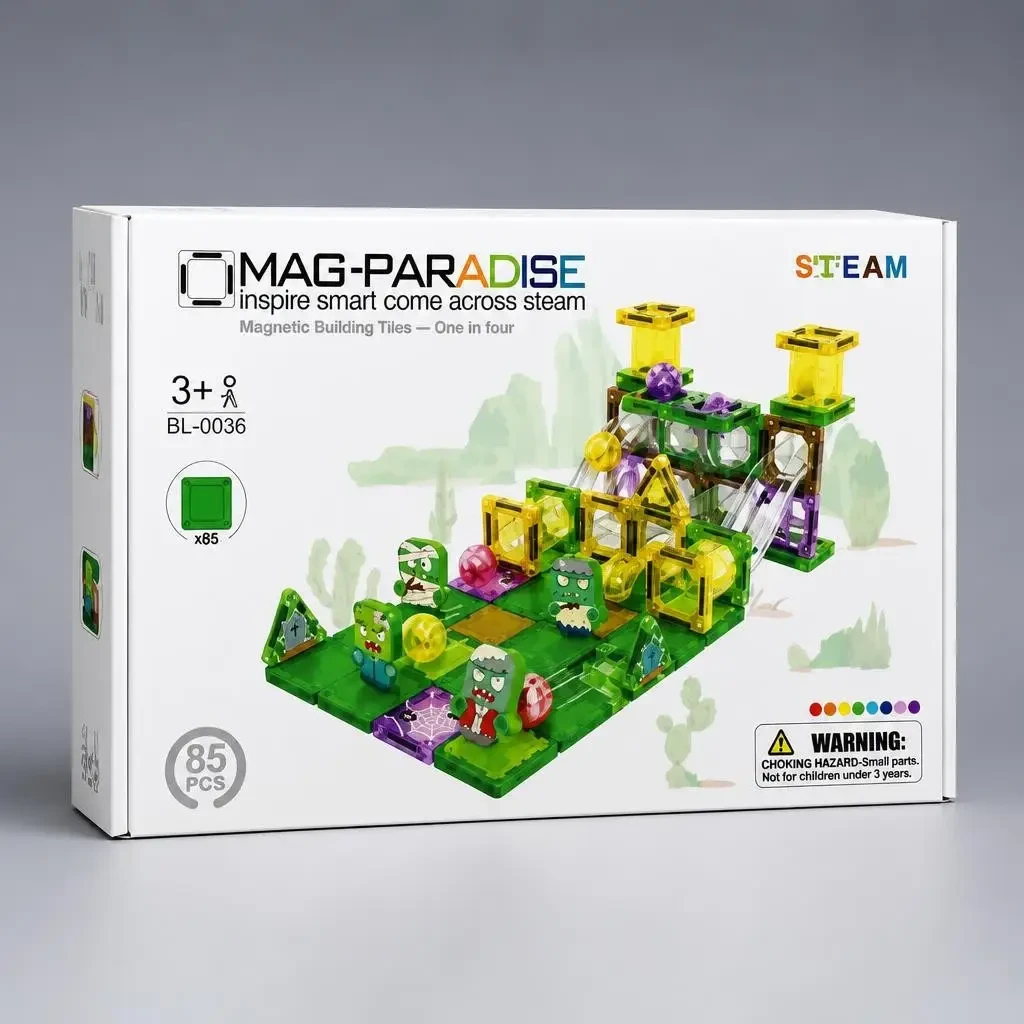 MAG-PARADISE
inspire smart come across steam
Magnetic Building Tiles — One in four
STEAM
3+
BL-0036
x85
85
PCS
WARNING:
CHOKING HAZARD-Small parts.
Not for children under 3 years.